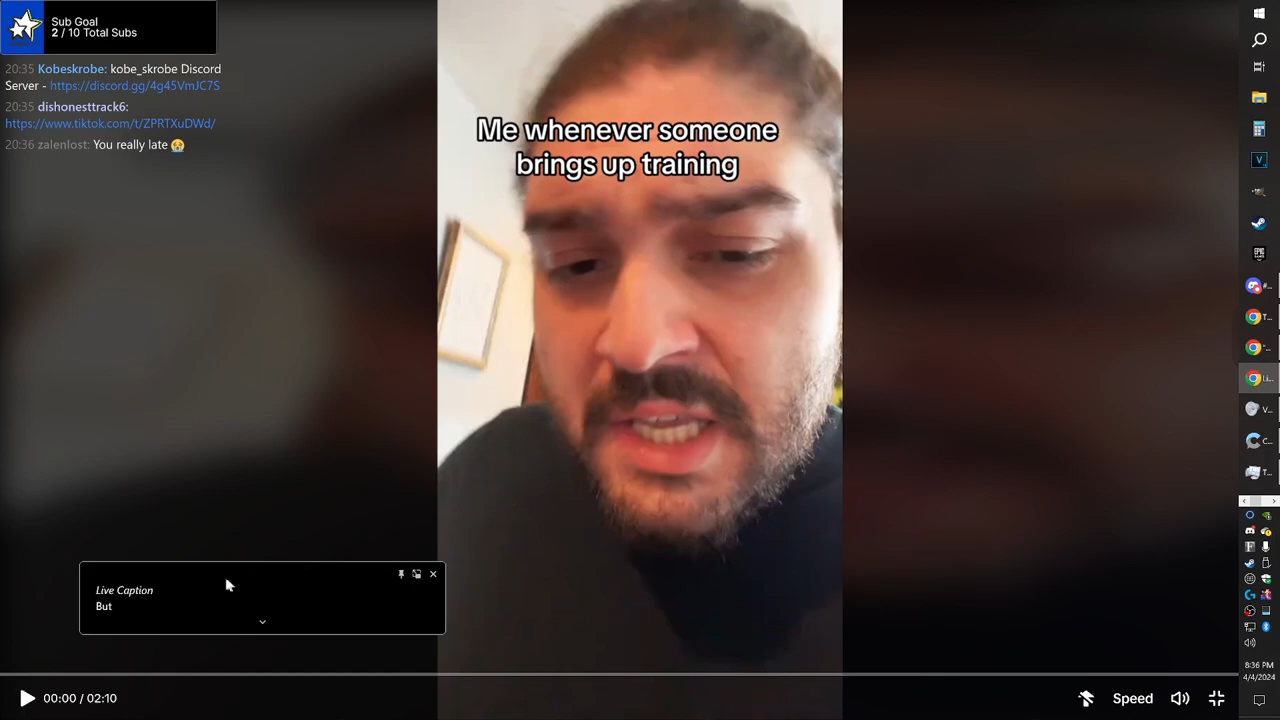 Sub Goal
2 / 10 Total Subs
20:35 Kobeskrobe: kobe_skrobe Discord
Server - https://discord.gg/4g45VmJC7S
20:35 dishonesttrack6:
https://www.tiktok.com/t/ZPRTXuDWd/
20:36 zalenlost: You really late 😭
Me whenever someone
brings up training
Live Caption
But
00:00 / 02:10
Speed
#...
T...
"...
Li...
V...
C...
T...
8:36 PM
4/4/2024